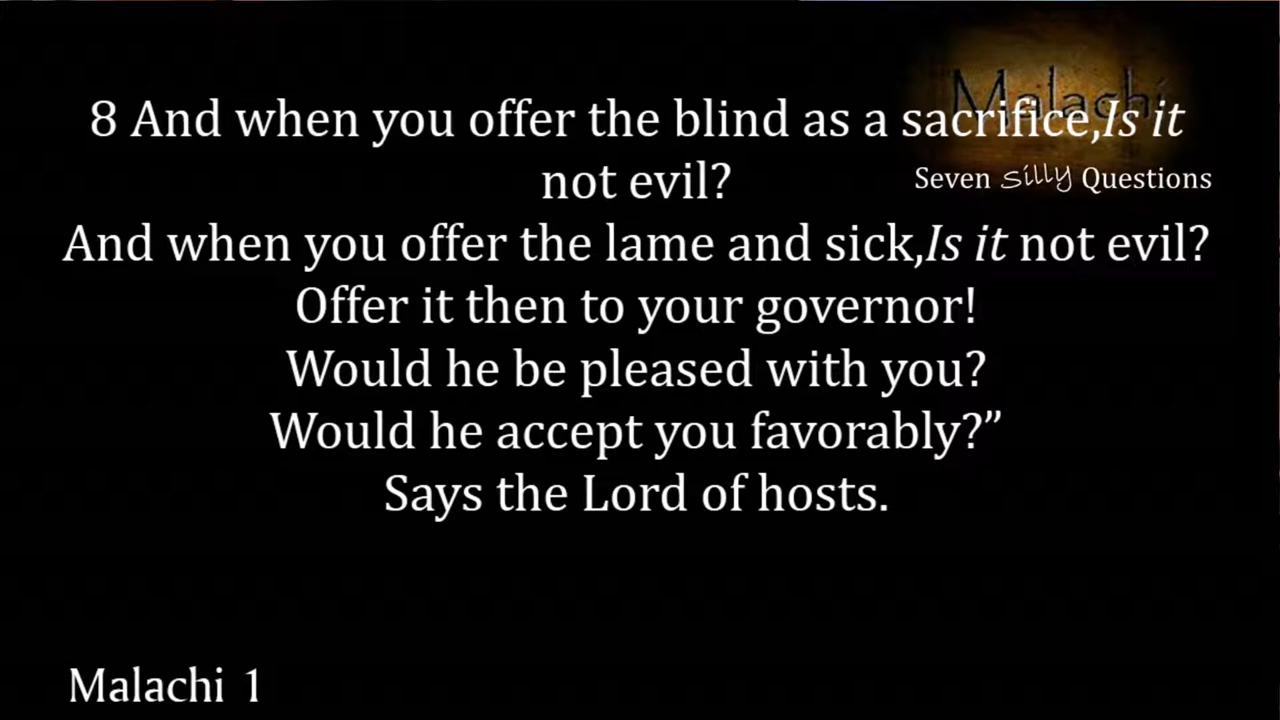 Malachi
8 And when you offer the blind as a sacrifice,Is it
not evil?
Seven silly Questions
And when you offer the lame and sick,Is it not evil?
Offer it then to your governor!
Would he be pleased with you?
Would he accept you favorably?”
Says the Lord of hosts.
Malachi 1